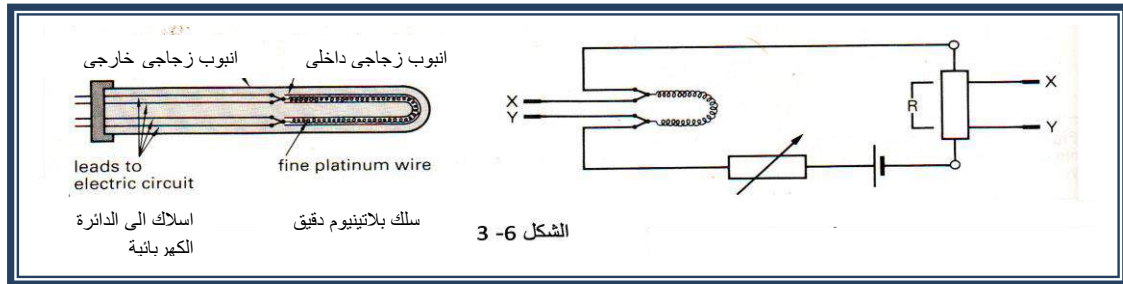 انبوب زجاجى خارجى
انبوب زجاجى داخلى
leads to
electric circuit
fine platinum wire
اسلاك الى الدائرة
الكهربائية
سلك بلاتينيوم دقيق
X
Y
R
X
Y
الشكل 6- 3